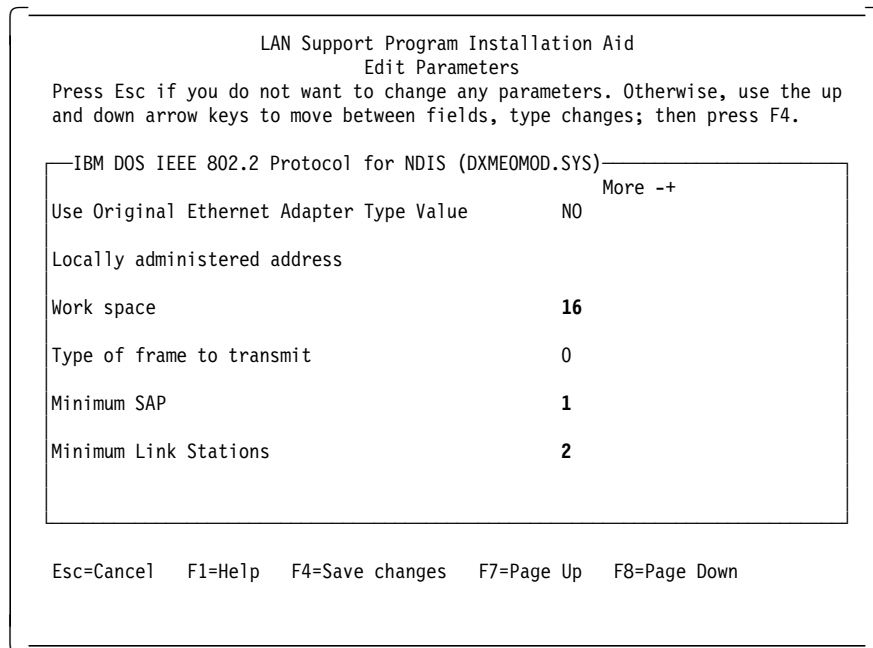 LAN Support Program Installation Aid
Edit Parameters
Press Esc if you do not want to change any parameters. Otherwise, use the up
and down arrow keys to move between fields, type changes; then press F4.
IBM DOS IEEE 802.2 Protocol for NDIS (DXMEOMOD.SYS)
More -+
Use Original Ethernet Adapter Type Value NO
Locally administered address
Work space 16
Type of frame to transmit 0
Minimum SAP 1
Minimum Link Stations 2
Esc=Cancel F1=Help F4=Save changes F7=Page Up F8=Page Down